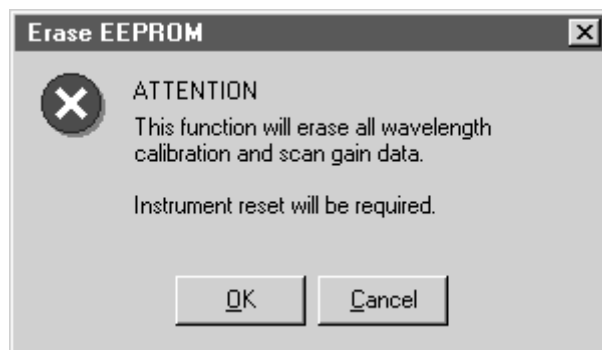 Erase EEPROM
ATTENTION
This function will erase all wavelength
calibration and scan gain data.
Instrument reset will be required.
OK Cancel